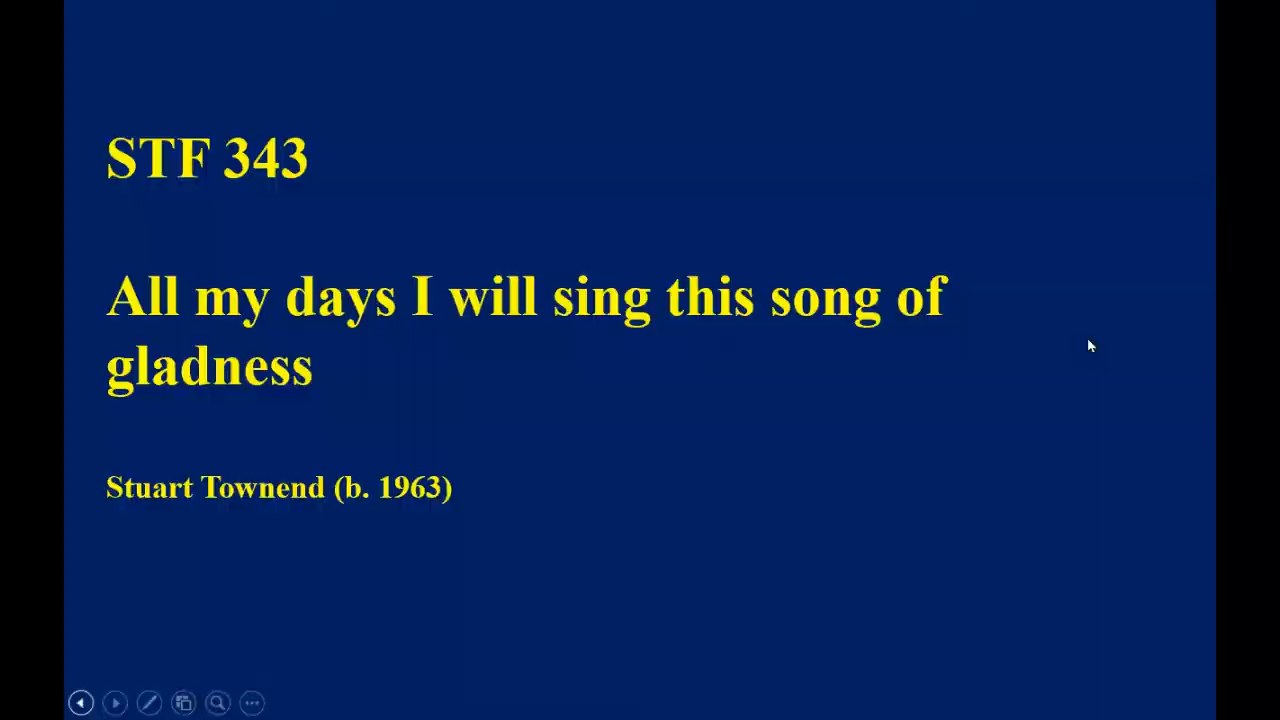 STF 343
All my days I will sing this song of
gladness
Stuart Townend (b. 1963)